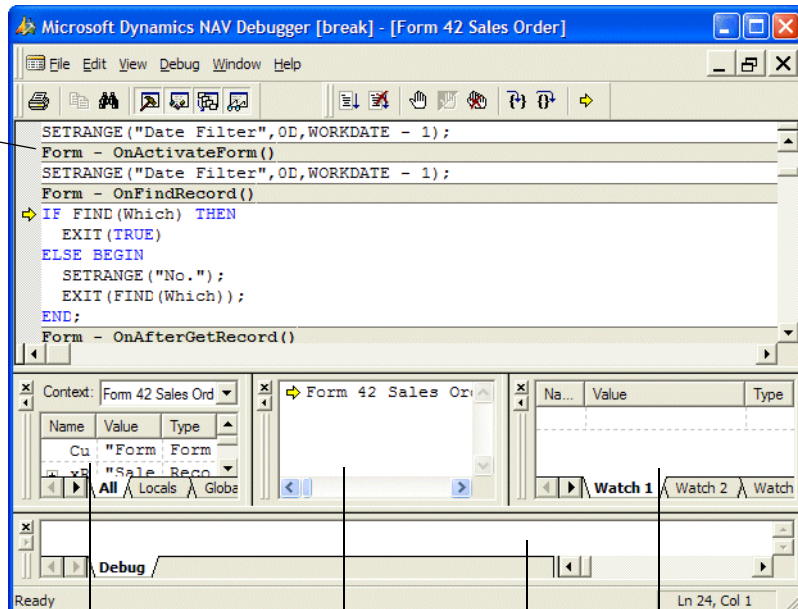 Microsoft Dynamics NAV Debugger [break] - [Form 42 Sales Order]
File Edit View Debug Window Help
SETRANGE("Date Filter",0D,WORKDATE - 1);
Form - OnActivateForm()
SETRANGE("Date Filter",0D,WORKDATE - 1);
Form - OnFindRecord()
IF FIND(Which) THEN
EXIT(TRUE)
ELSE BEGIN
SETRANGE("No.");
EXIT(FIND(Which));
END;
Form - OnAfterGetRecord()
Context: Form 42 Sales Ord
Name Value Type
Cu "Form Form
xR "Sale Reco
All Locals Globa
Form 42 Sales Or
Na... Value Type
Watch 1 Watch 2 Watch
Debug
Ready Ln 24, Col 1